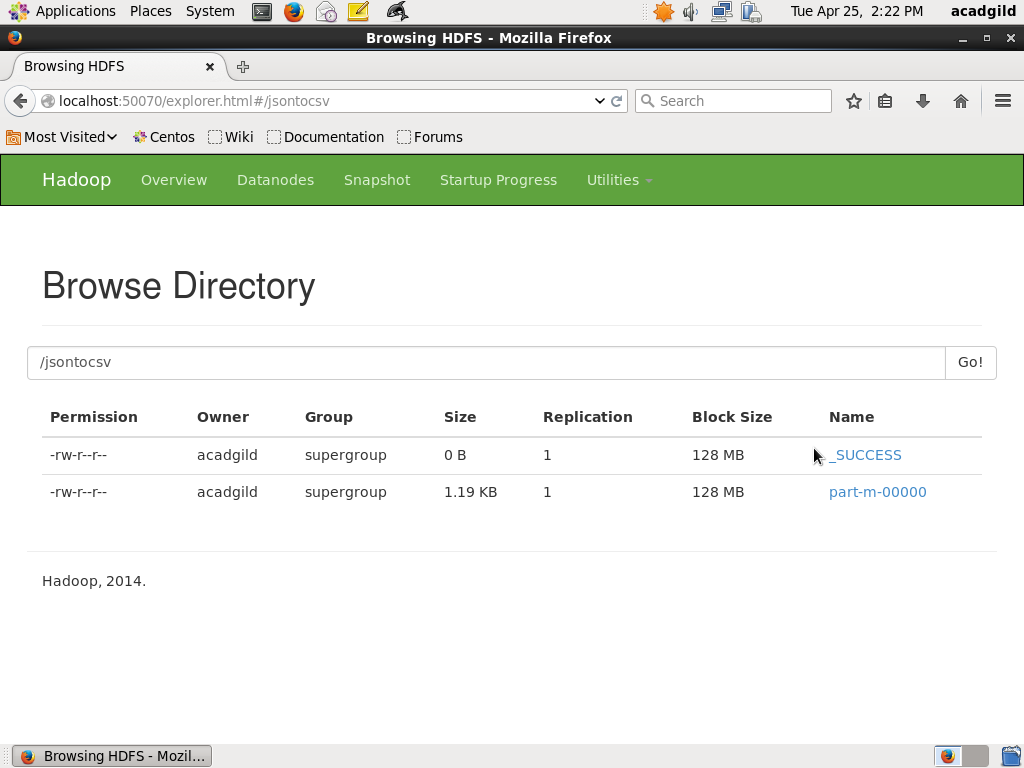 Applications Places System Tue Apr 25, 2:22 PM acadgild
Browsing HDFS - Mozilla Firefox
Browsing HDFS
localhost:50070/explorer.html#/jsontocsv Search
Most Visited Centos Wiki Documentation Forums
Hadoop Overview Datanodes Snapshot Startup Progress Utilities
Browse Directory
/jsontocsv Go!
Permission Owner Group Size Replication Block Size Name
-rw-r--r-- acadgild supergroup 0 B 1 128 MB _SUCCESS
-rw-r--r-- acadgild supergroup 1.19 KB 1 128 MB part-m-00000
Hadoop, 2014.
Browsing HDFS - Mozil...